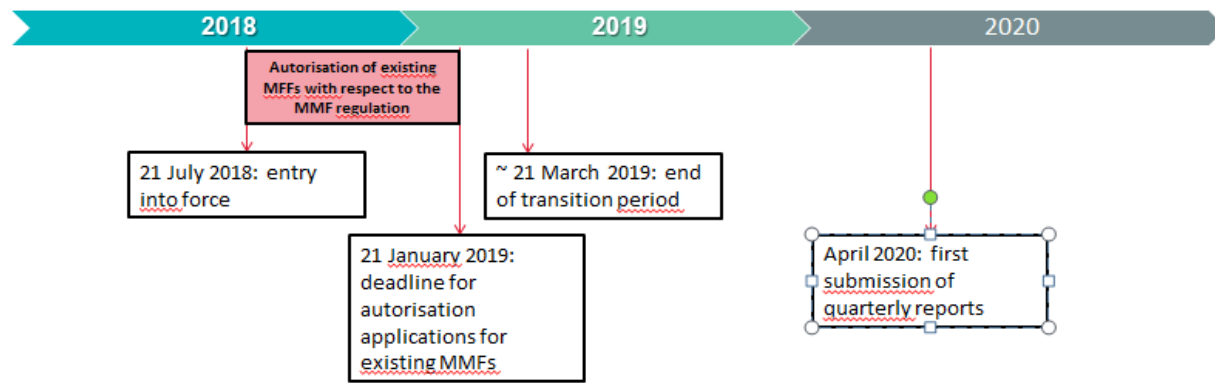 2018
2019
2020
Autorisation of existing
MFFs with respect to the
MMF regulation
21 July 2018: entry
into force
~ 21 March 2019: end
of transition period
21 January 2019:
deadline for
autorisation
applications for
existing MMFs
April 2020: first
submission of
quarterly reports